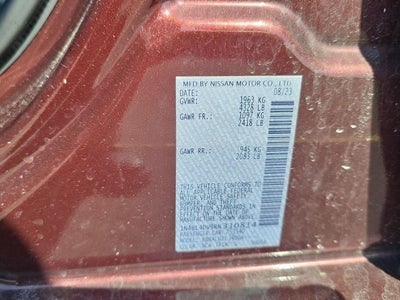 MFD BY NISSAN MOTOR CO., LTD.
DATE: 08/23
GVWR: 1963 KG
4328 LB
GAWR FR.: 1097 KG
2418 LB
GAWR RR.: 945 KG
2083 LB
THIS VEHICLE CONFORMS TO
ALL APPLICABLE FEDERAL
MOTOR VEHICLE SAFETY,
BUMPER, AND THEFT
PREVENTION STANDARDS
IN EFFECT ON THE DATE OF
MANUFACTURE SHOWN ABOVE.
PASSENGER CAR